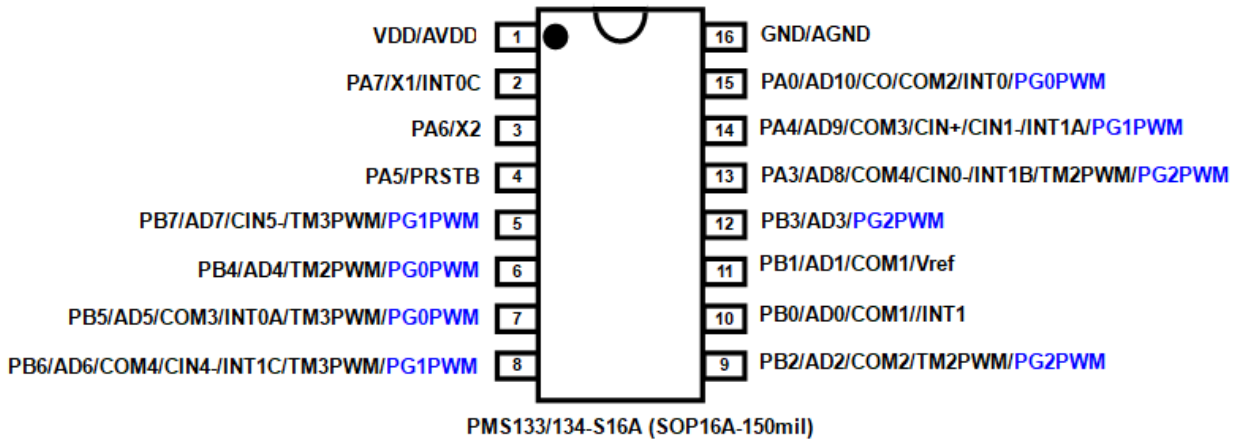 VDD/AVDD 1 16 GND/AGND
PA7/X1/INT0C 2 15 PA0/AD10/CO/COM2/INT0/PG0PWM
PA6/X2 3 14 PA4/AD9/COM3/CIN+/CIN1-/INT1A/PG1PWM
PA5/PRSTB 4 13 PA3/AD8/COM4/CIN0-/INT1B/TM2PWM/PG2PWM
PB7/AD7/CIN5-/TM3PWM/PG1PWM 5 12 PB3/AD3/PG2PWM
PB4/AD4/TM2PWM/PG0PWM 6 11 PB1/AD1/COM1/Vref
PB5/AD5/COM3/INT0A/TM3PWM/PG0PWM 7 10 PB0/AD0/COM1//INT1
PB6/AD6/COM4/CIN4-/INT1C/TM3PWM/PG1PWM 8 9 PB2/AD2/COM2/TM2PWM/PG2PWM
PMS133/134-S16A (SOP16A-150mil)